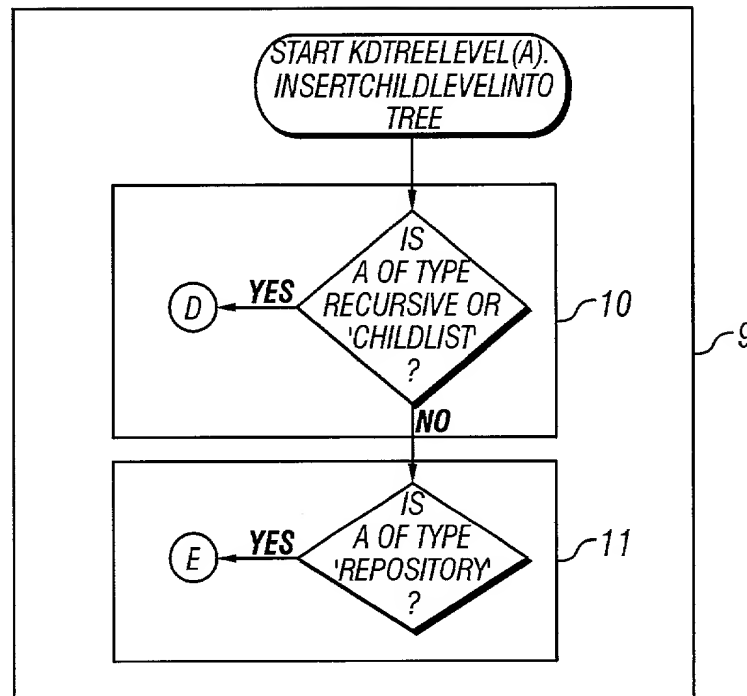 START KDTREELEVEL(A).
INSERTCHILDLEVELINTO
TREE
IS
A OF TYPE
RECURSIVE OR
'CHILDLIST'
?
D
YES
10
9
NO
IS
A OF TYPE
'REPOSITORY'
?
E
YES
11